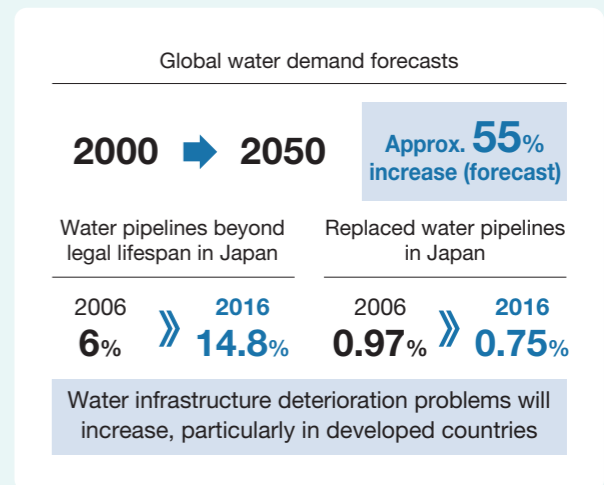 Global water demand forecasts
2000 2050
Approx. 55%
increase (forecast)
Water pipelines beyond
legal lifespan in Japan
2006 2016
6% 14.8%
Replaced water pipelines
in Japan
2006 2016
0.97% 0.75%
Water infrastructure deterioration problems will
increase, particularly in developed countries